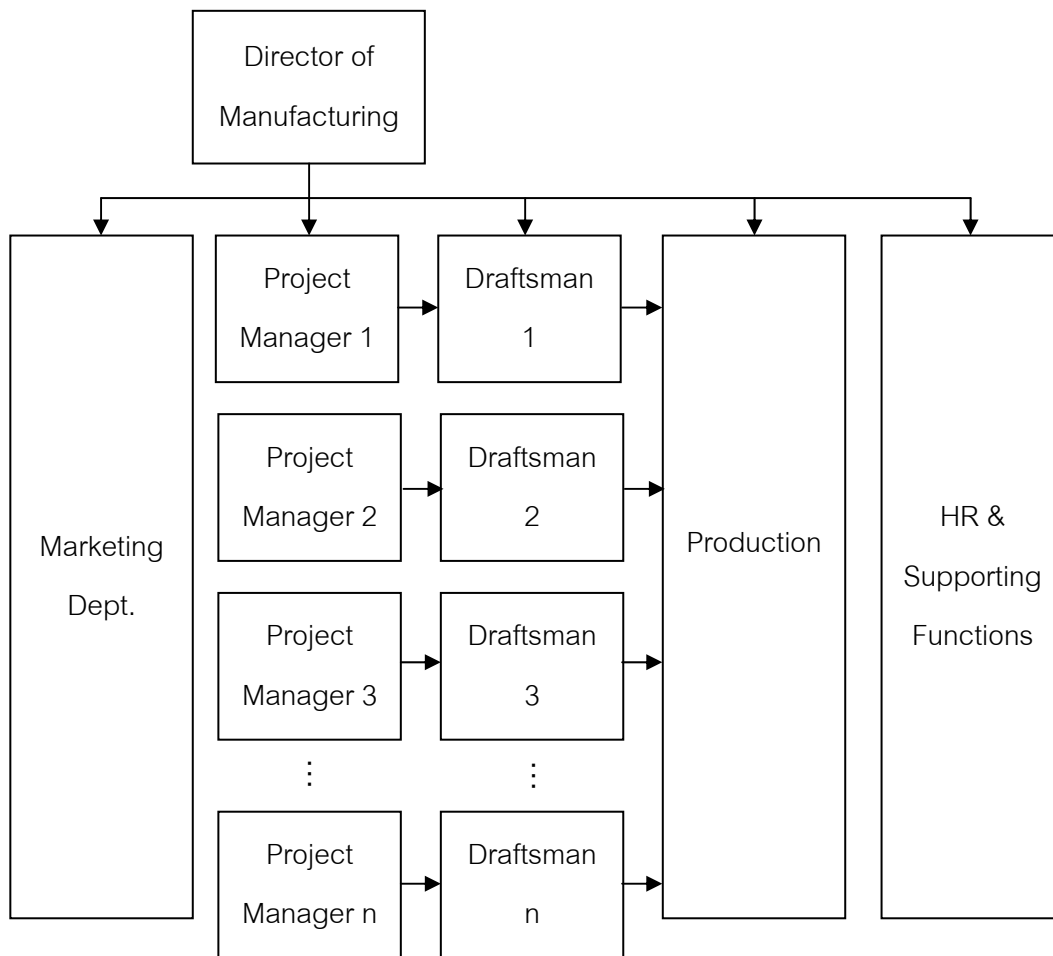 Director of
Manufacturing
Marketing
Dept.
Project
Manager 1
Draftsman
1
Project
Manager 2
Draftsman
2
Project
Manager 3
Draftsman
3
⋮
⋮
Project
Manager n
Draftsman
n
Production
HR &
Supporting
Functions